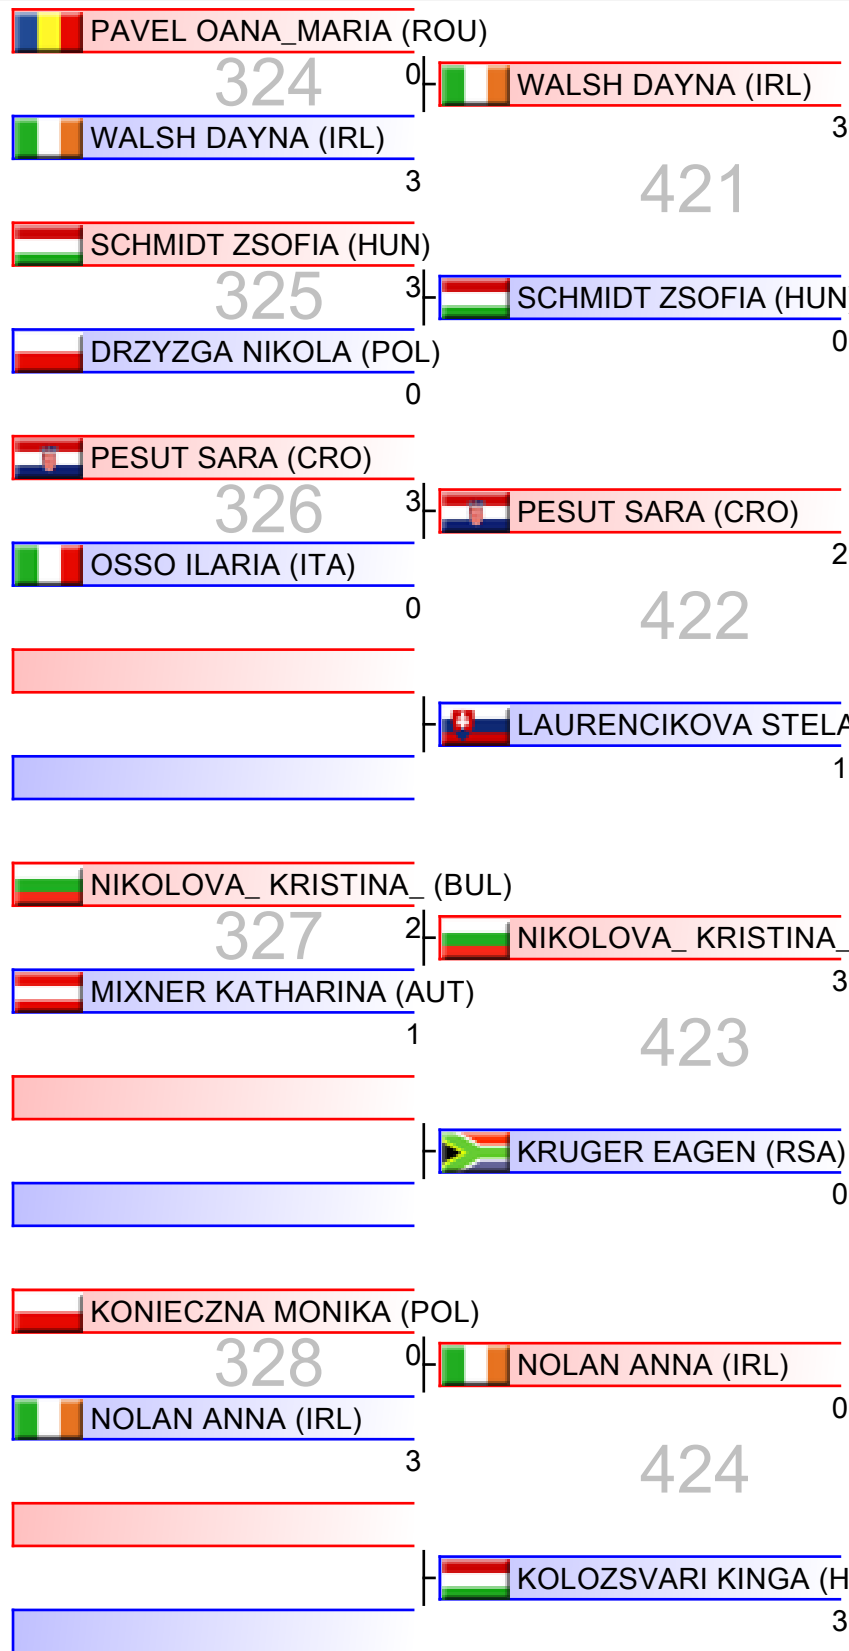 PAVEL OANA_MARIA (ROU)
324
0
WALSH DAYNA (IRL)
3
WALSH DAYNA (IRL)
3
421
SCHMIDT ZSOFIA (HUN)
325
3
SCHMIDT ZSOFIA (HUN
0
DRZYZGA NIKOLA (POL)
0
PESUT SARA (CRO)
326
3
PESUT SARA (CRO)
2
OSSO ILARIA (ITA)
0
422
LAURENCIKOVA STELA
1
NIKOLOVA_ KRISTINA_ (BUL)
327
2
NIKOLOVA_ KRISTINA_
3
MIXNER KATHARINA (AUT)
1
423
KRUGER EAGEN (RSA)
0
KONIECZNA MONIKA (POL)
328
0
NOLAN ANNA (IRL)
0
NOLAN ANNA (IRL)
3
424
KOLOZSVARI KINGA (H
3